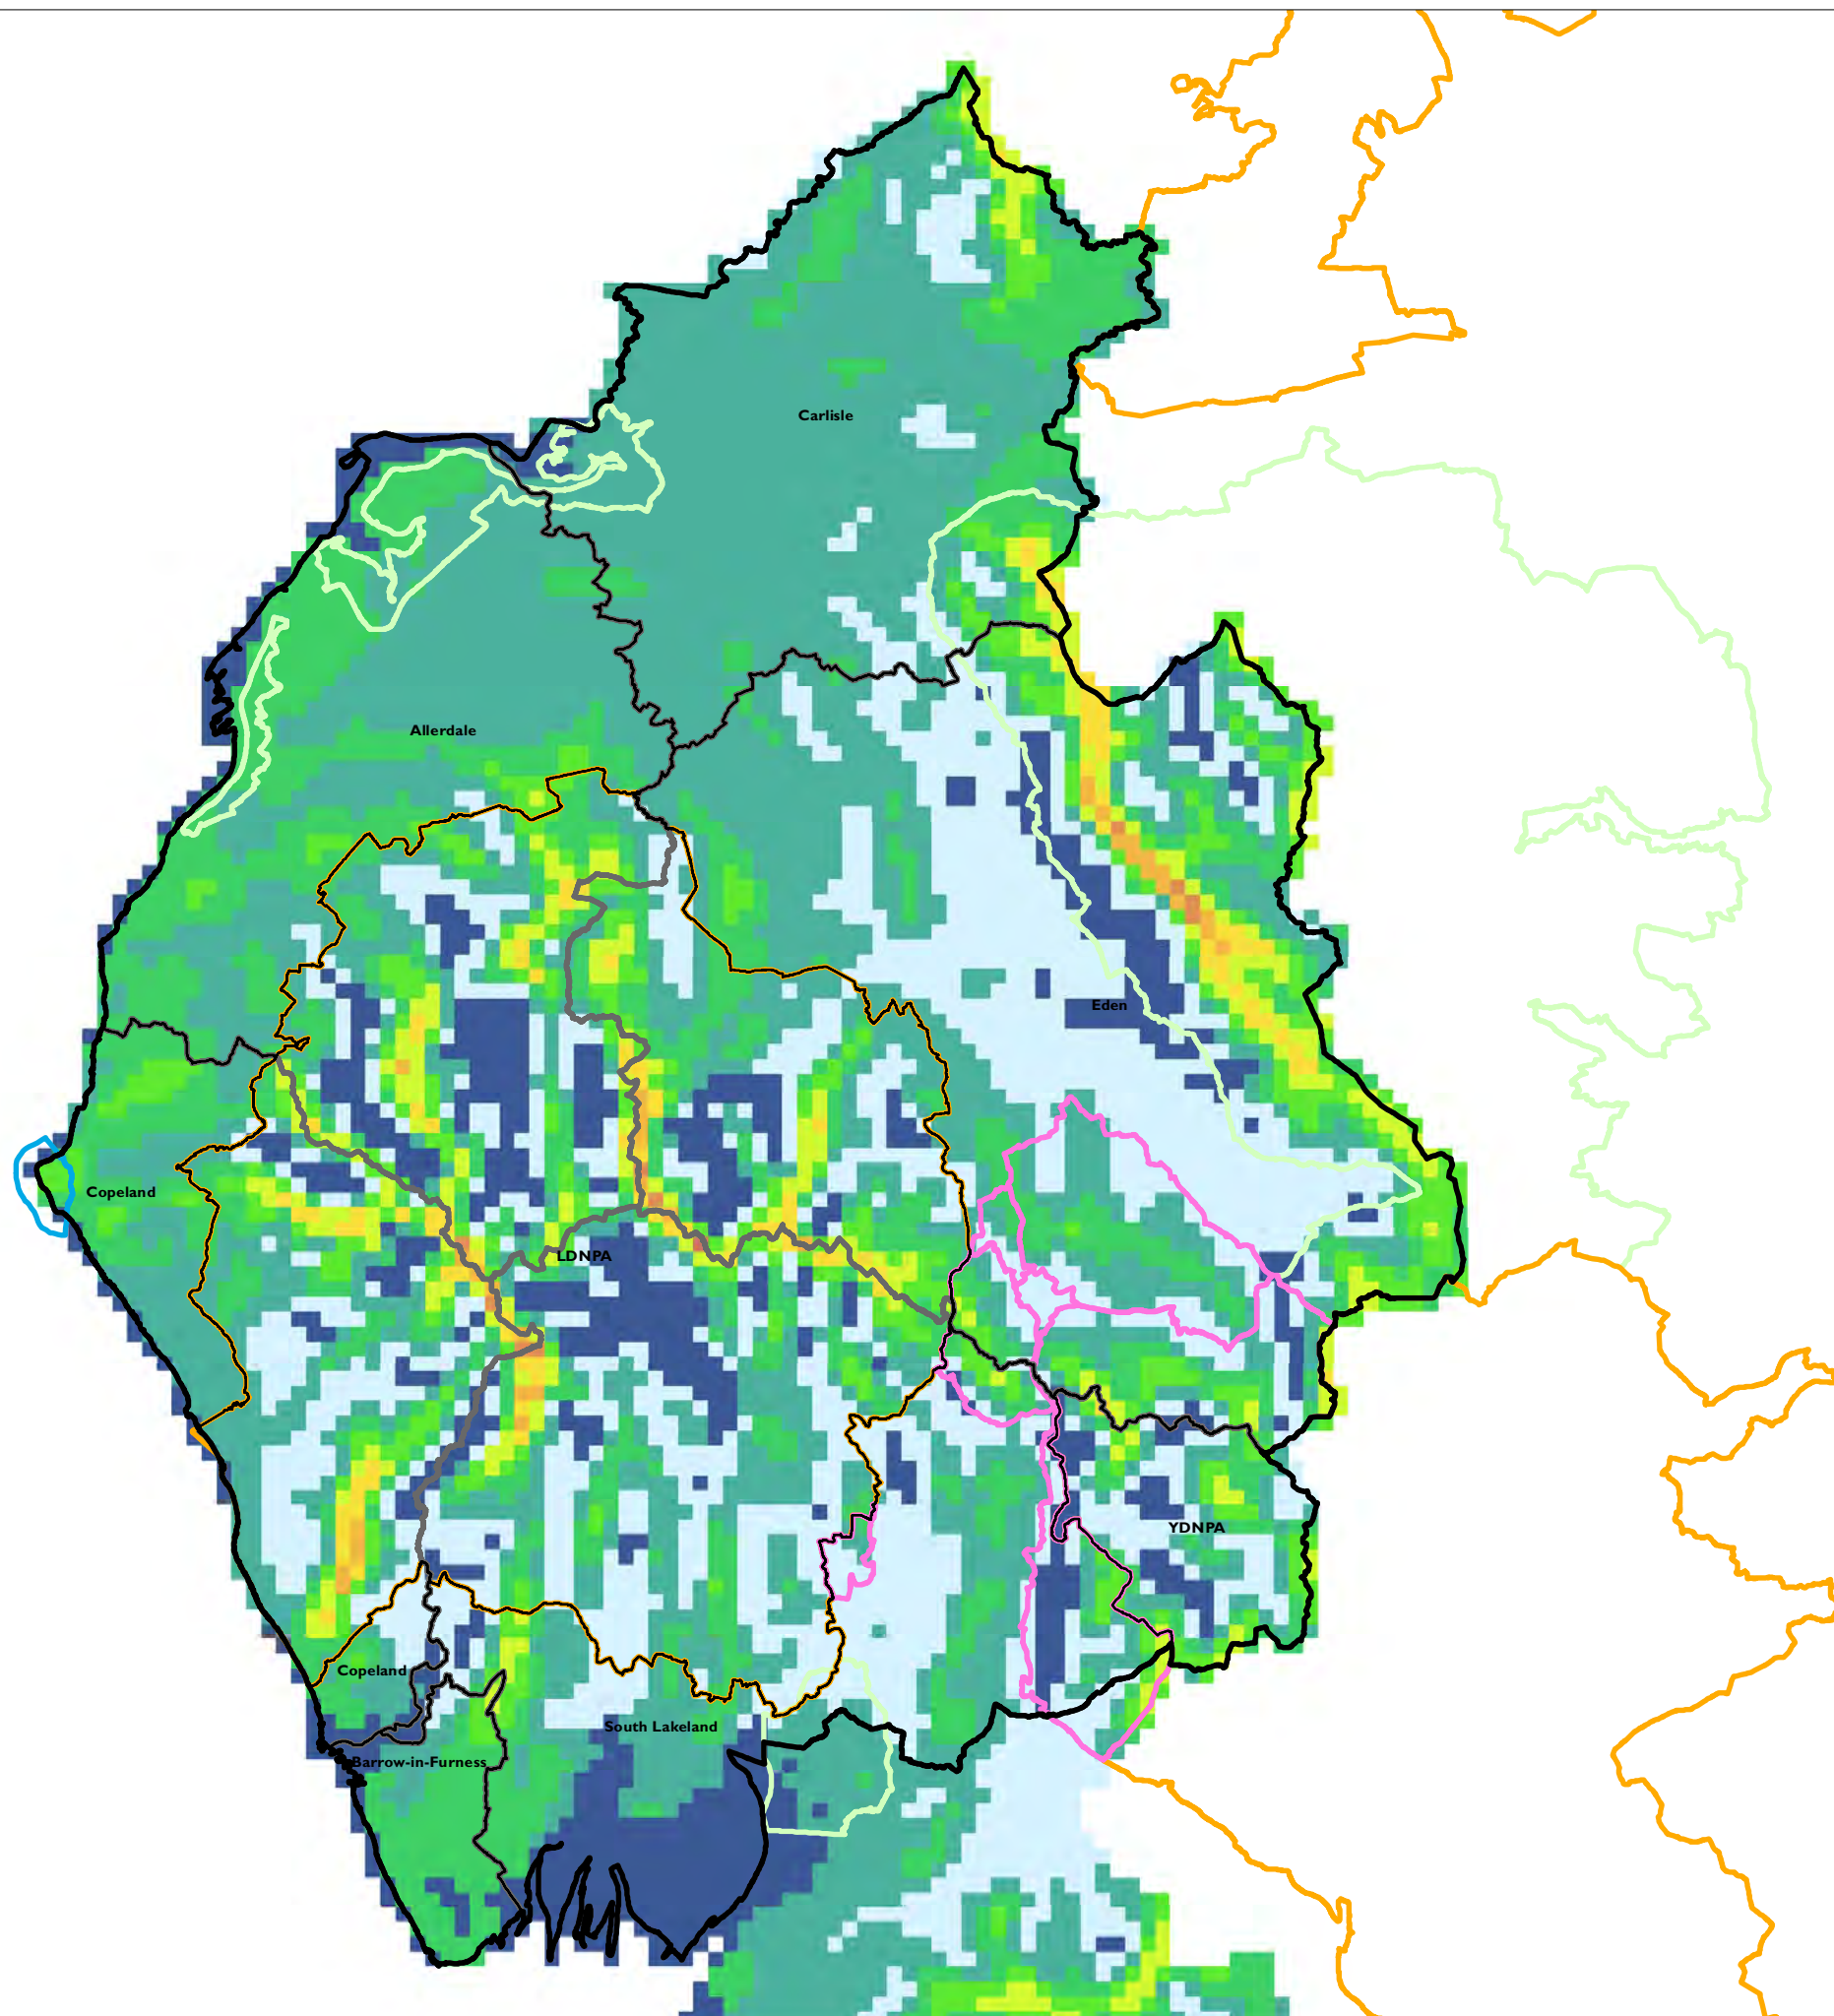 Carlisle
Allerdale
Eden
Copeland
LDNPA
YDNPA
Copeland
South Lakeland
Barrow-in-Furness